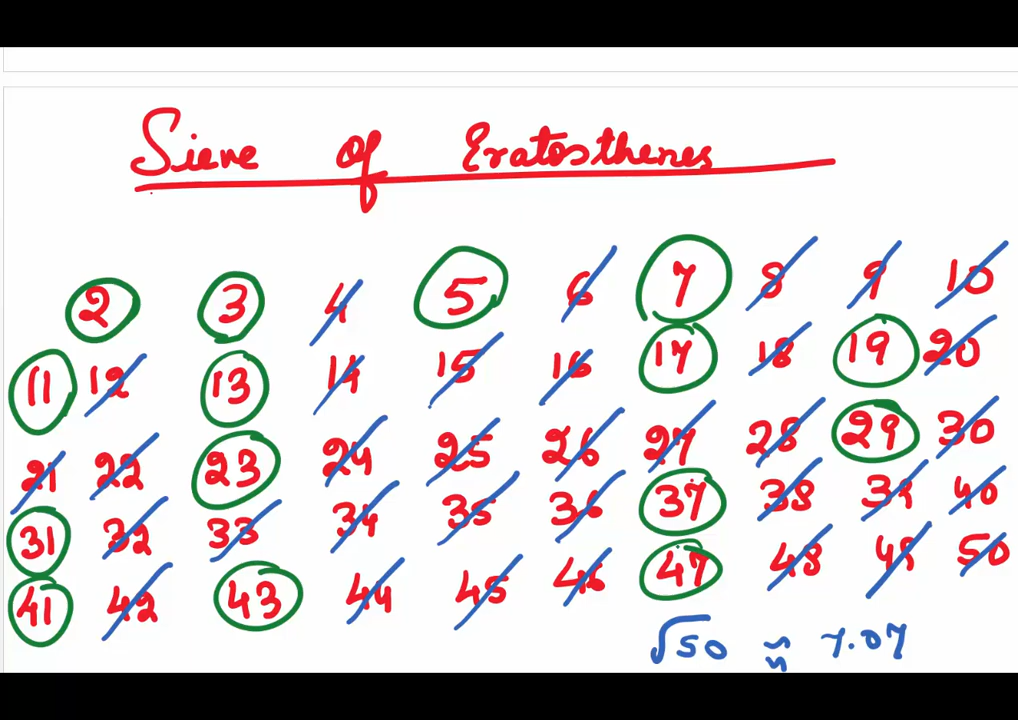 Sieve of Eratosthenes
2 3 4 5 6 7 8 9 10
11 12 13 14 15 16 17 18 19 20
21 22 23 24 25 26 27 28 29 30
31 32 33 34 35 36 37 38 39 40
41 42 43 44 45 46 47 48 49 50
√50 ≈ 7.07